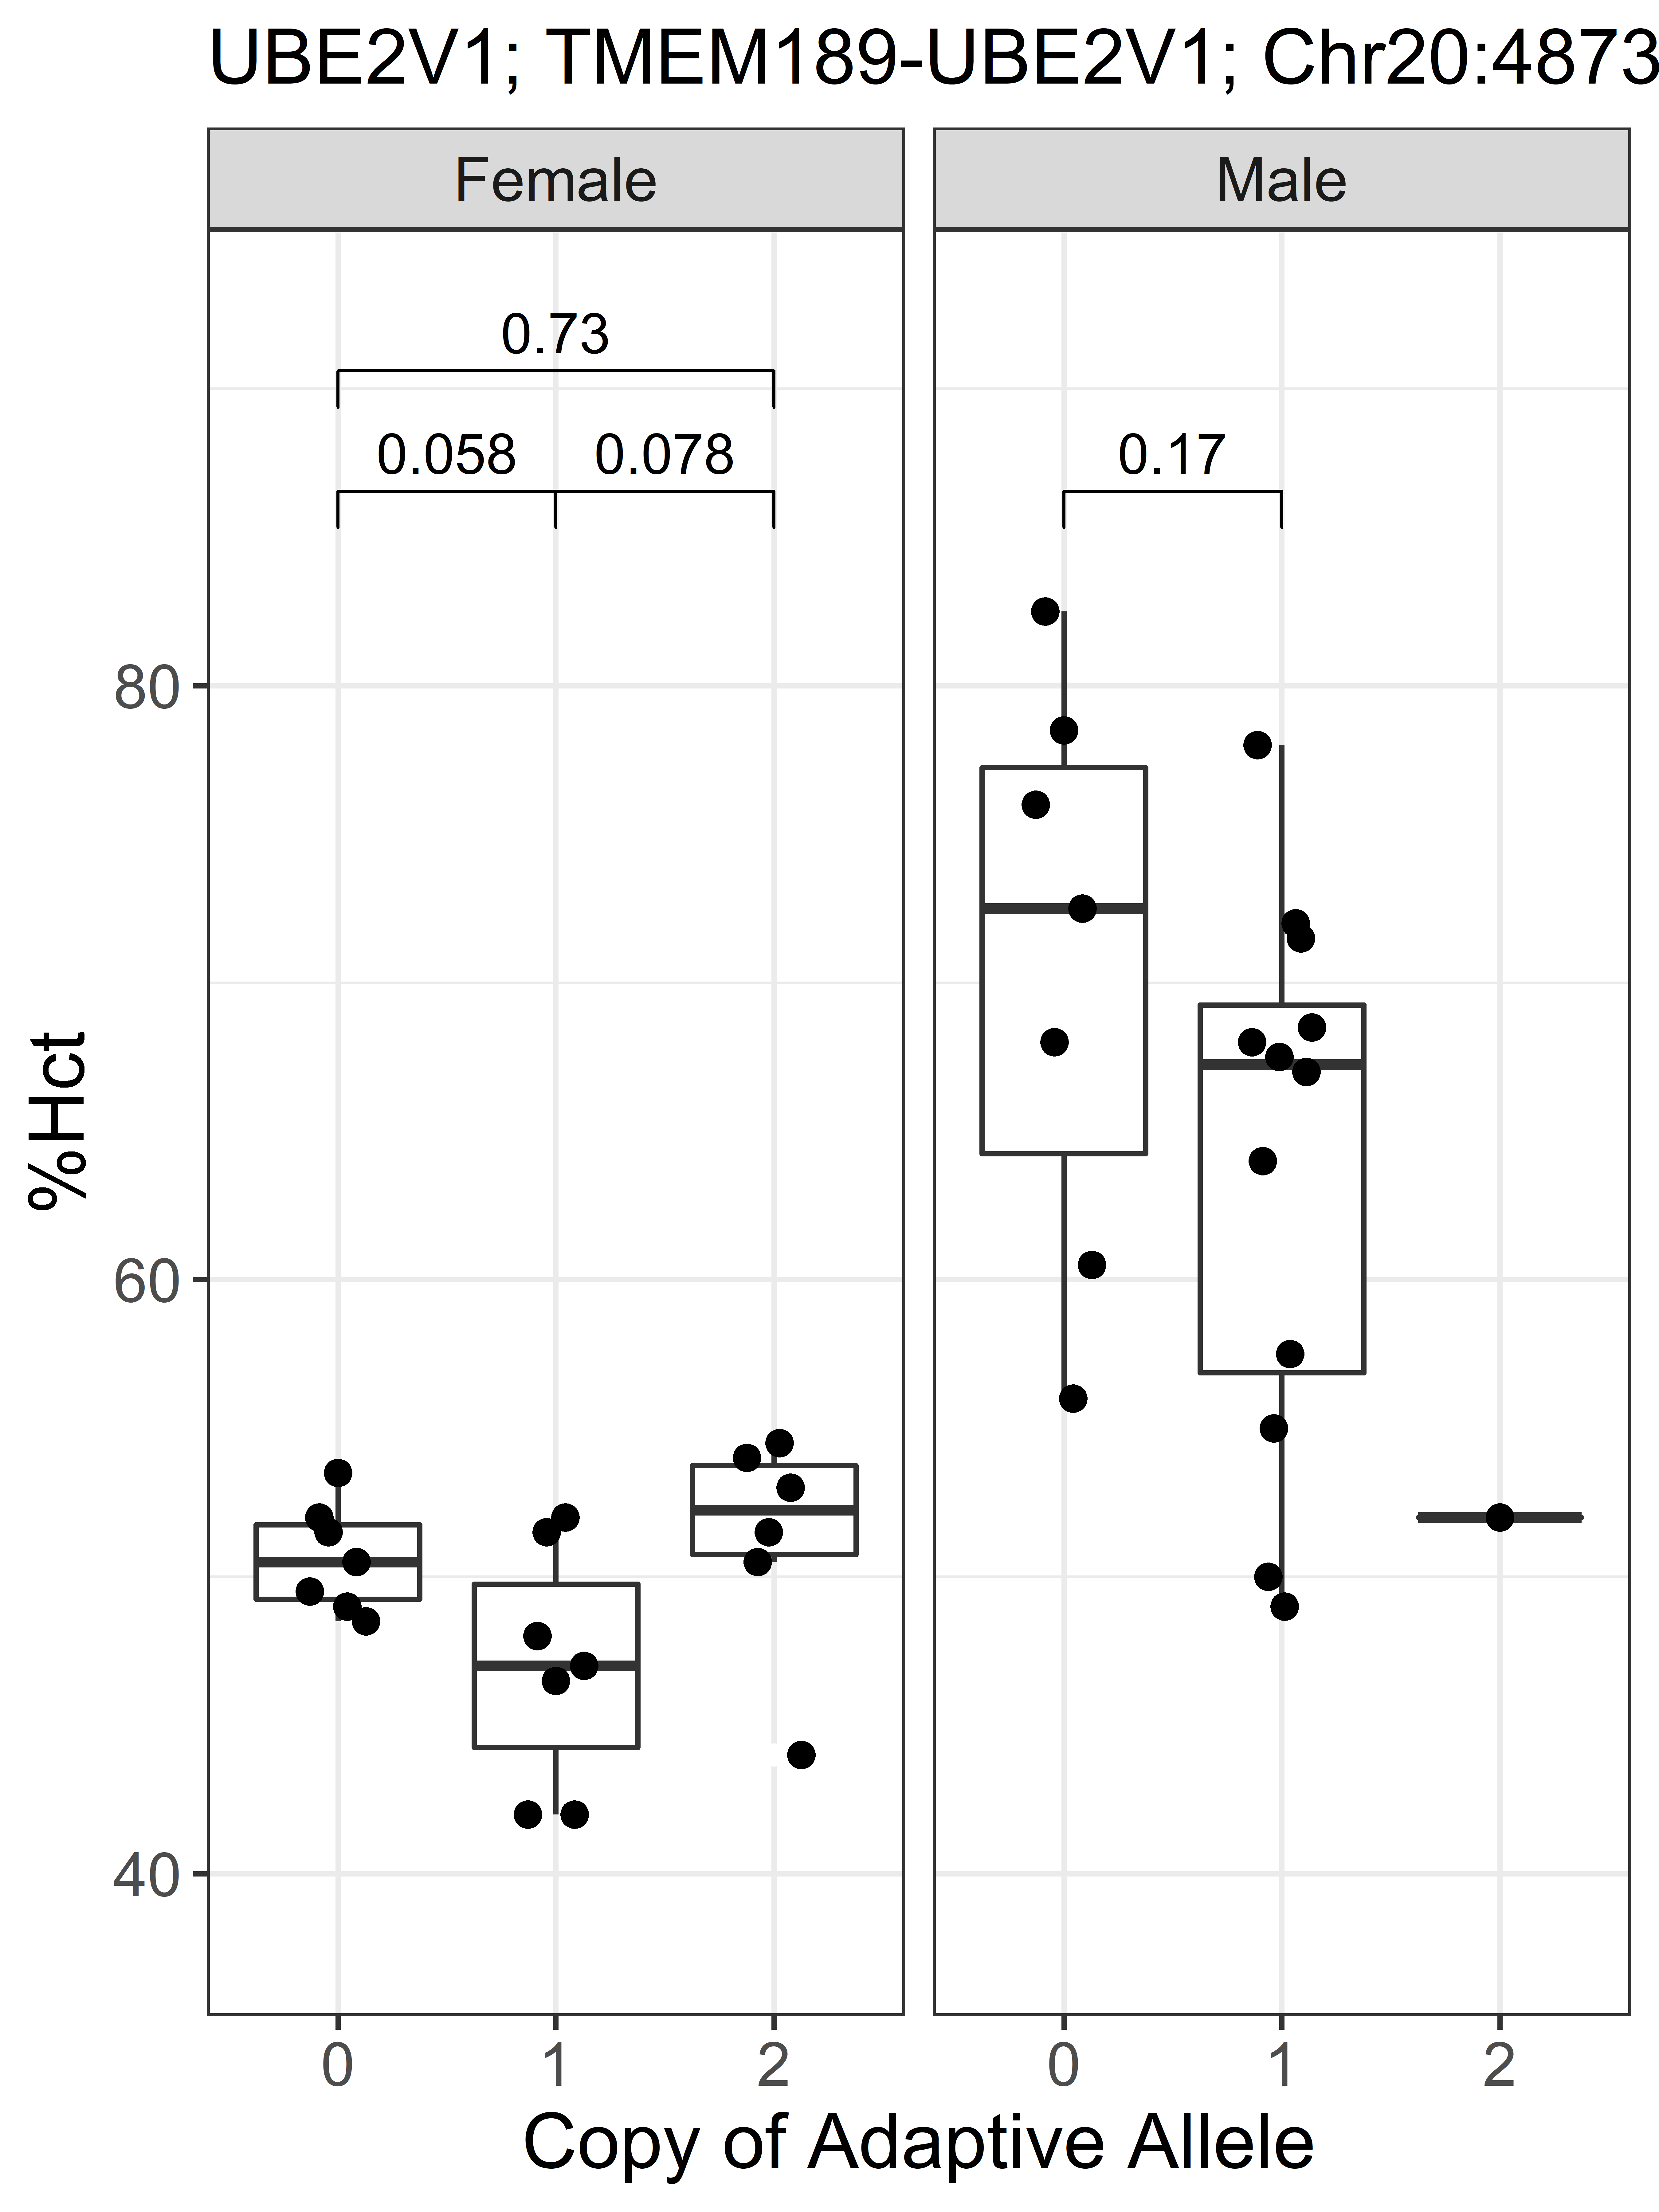 UBE2V1; TMEM189-UBE2V1; Chr20:4873
Female
Male
0.73
0.058 0.078
0.17
80
60
40
%Hct
0 1 2
0 1 2
Copy of Adaptive Allele